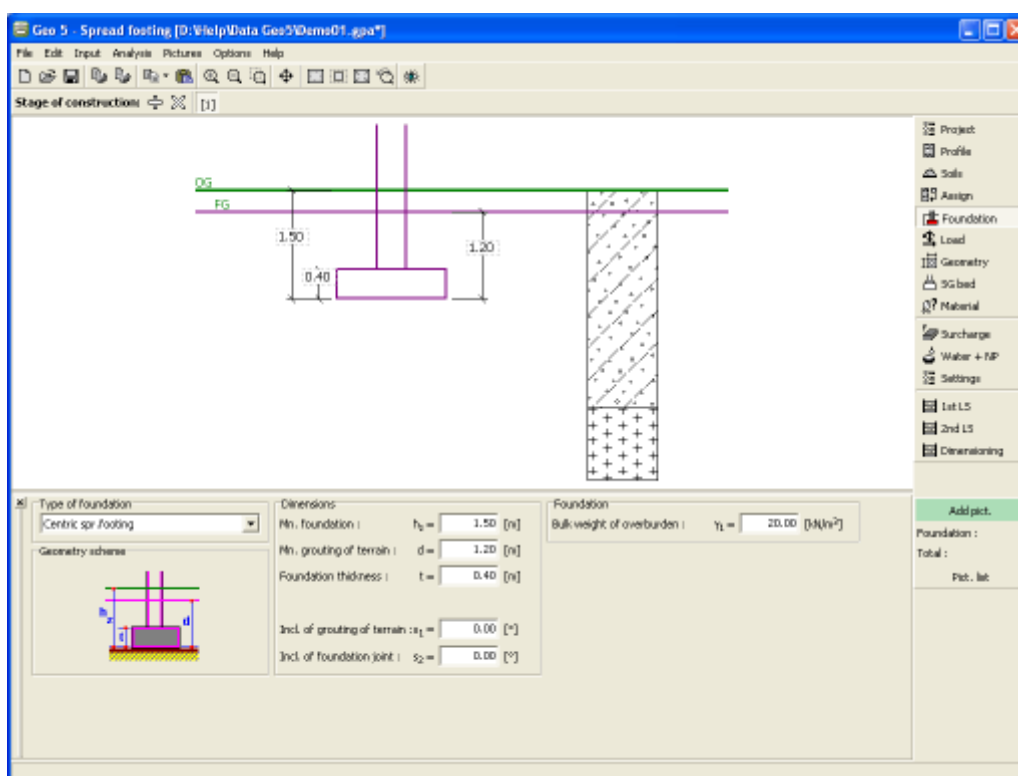 Geo 5 - Spread footing [D:\Help\Data Geo5\Demo01.gpa*]
File Edit Input Analysis Pictures Options Help
Stage of construction: [1]
OG
FG
1.50
0.40
1.20
Project
Profile
Soils
Assign
Foundation
Load
Geometry
SG bed
Material
Surcharge
Water + NP
Settings
1st LS
2nd LS
Dimensioning
Add pict.
Foundation :
Total :
Pict. list
Type of foundation
Centric spr.footing
Geometry scheme
h z
t
d
Dimensions
Mn. foundation : = 1.50 [m]
Mn. grouting of terrain : d = 1.20 [m]
Foundation thickness : t = 0.40 [m]
Incl. of grouting of terrain : s1 = 0.00 [°]
Incl. of foundation joint : s2 = 0.00 [°]
Foundation
Bulk weight of overburden : γ1 = 20.00 [kN/m³]